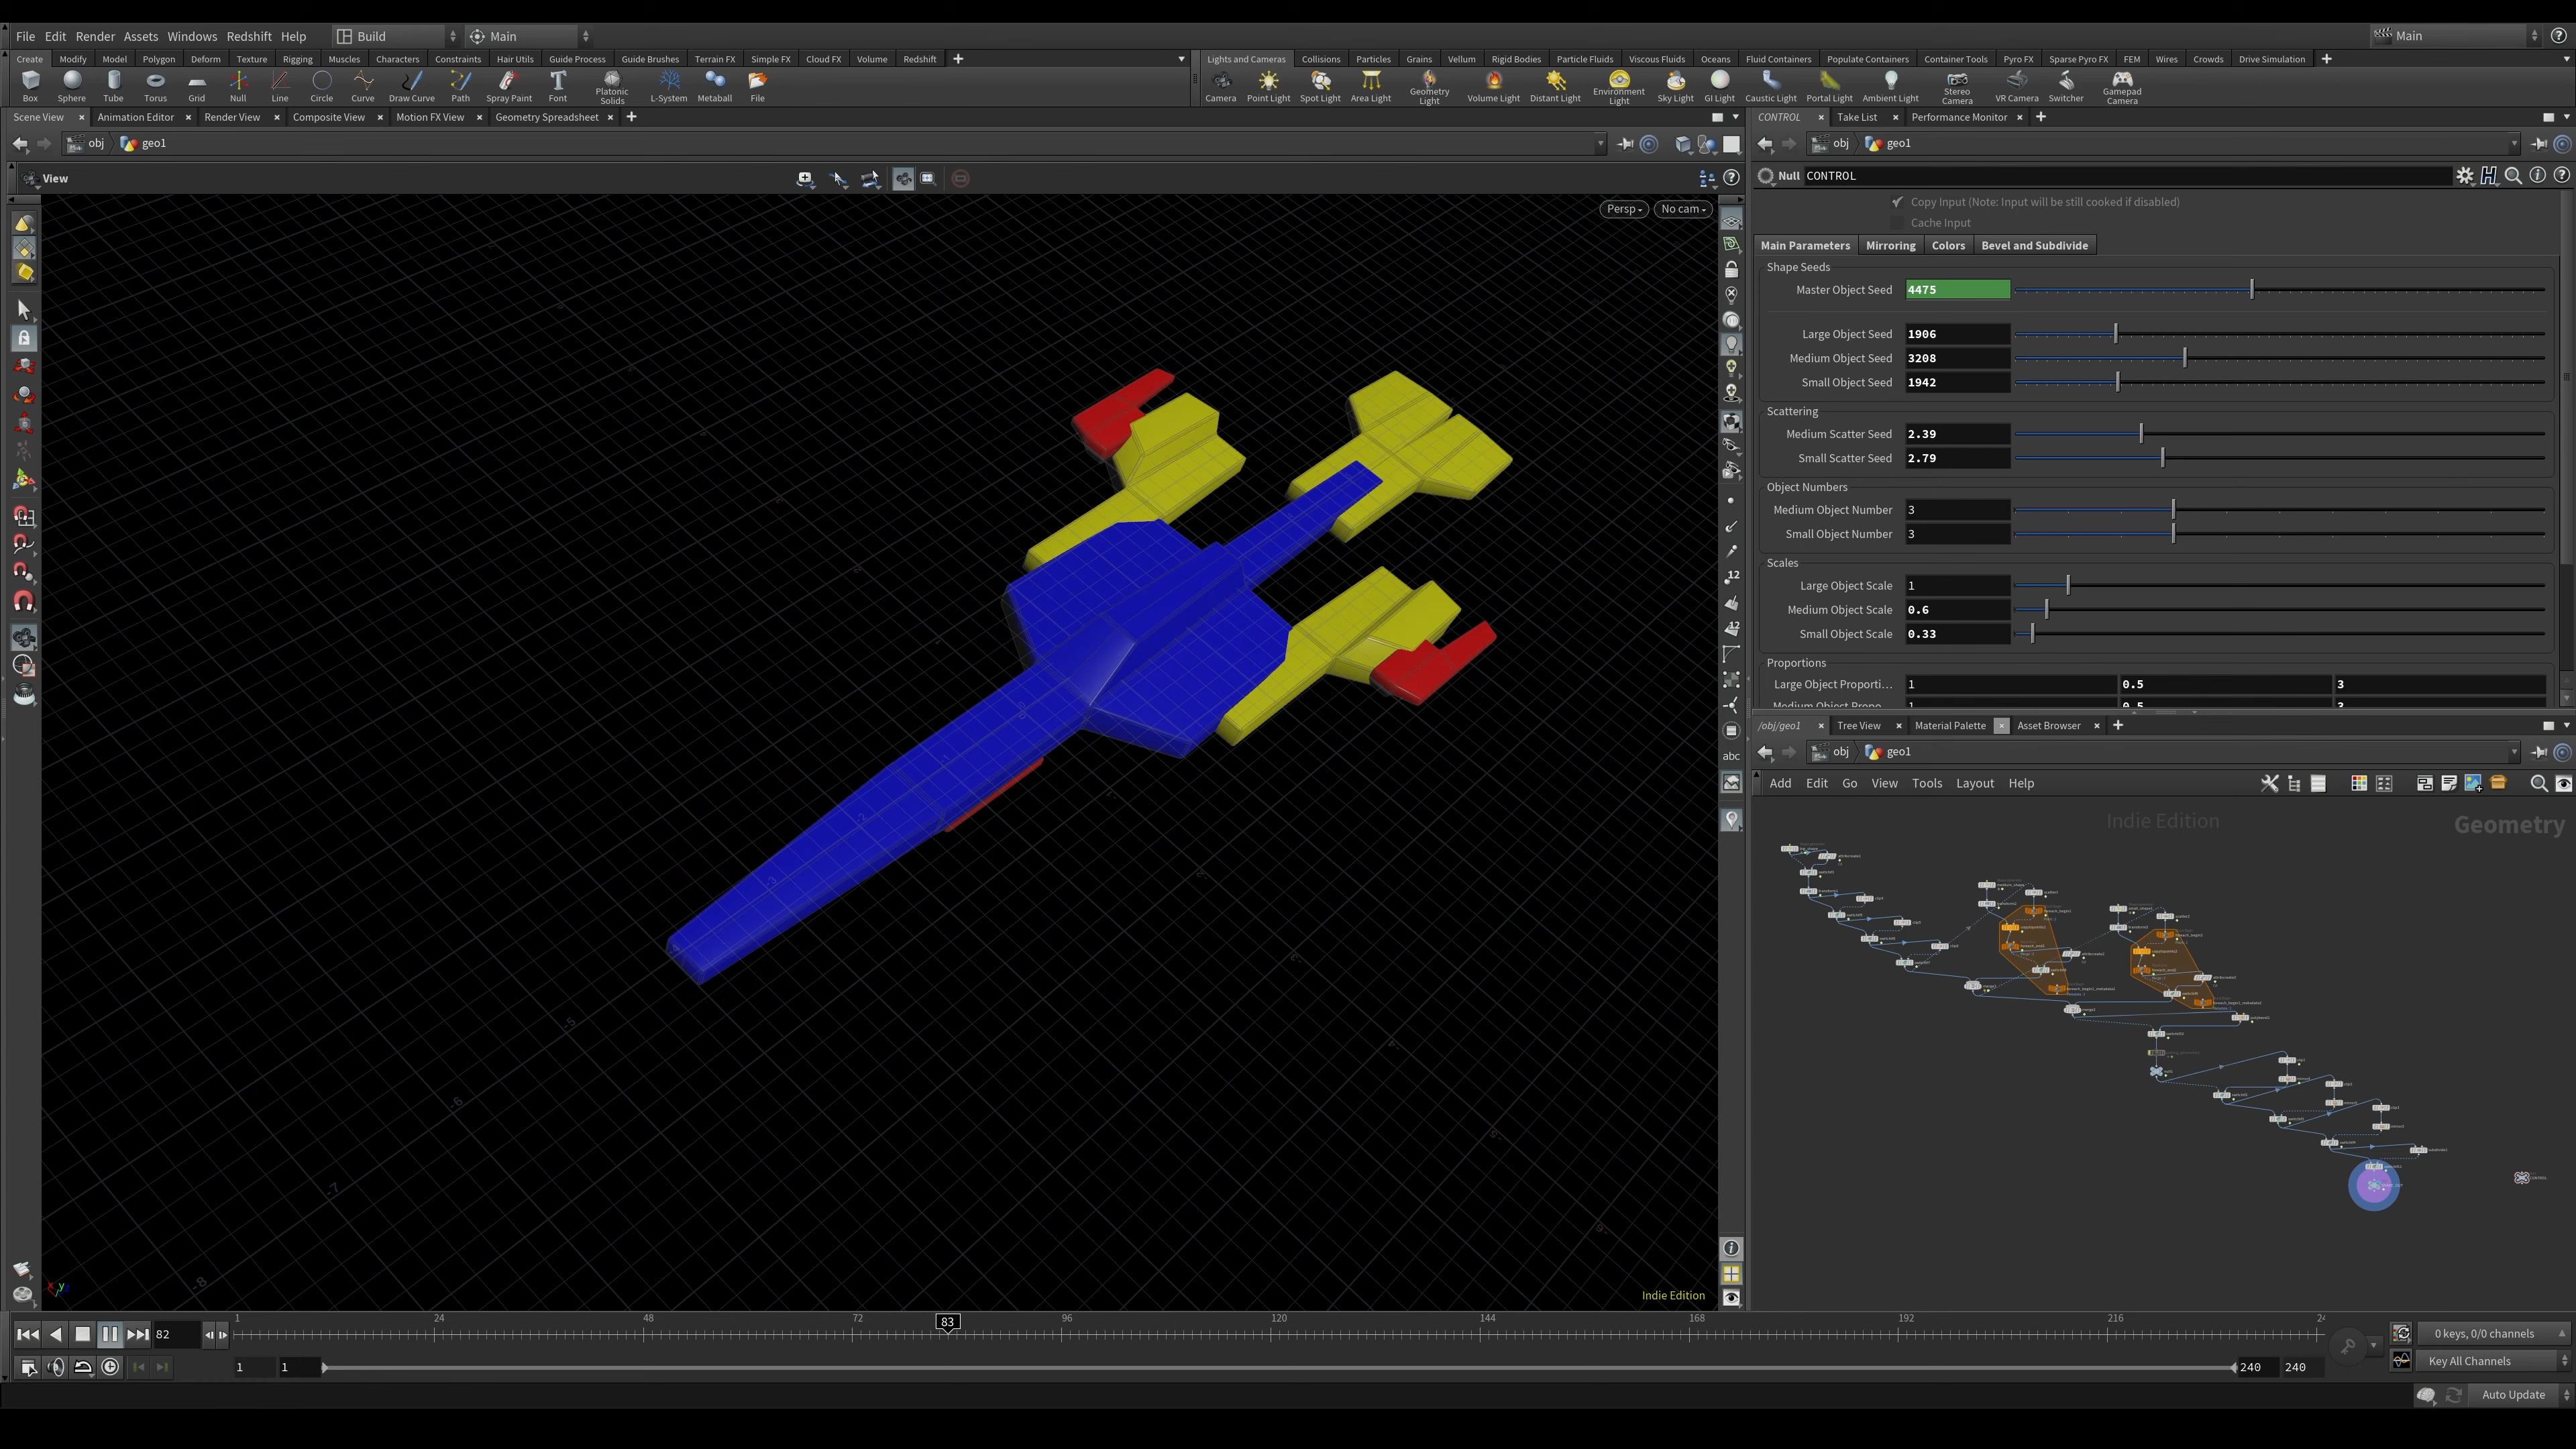 File Edit Render Assets Windows Redshift Help Build Main Main
Create Modify Model Polygon Deform Texture Rigging Muscles Characters Constraints Hair Utils Guide Process Guide Brushes Terrain FX Simple FX Cloud FX Volume Redshift
Lights and Cameras Collisions Particles Grains Vellum Rigid Bodies Particle Fluids Viscous Fluids Oceans Fluid Containers Populate Containers Container Tools Pyro FX Sparse Pyro FX FEM Wires Crowds Drive Simulation
Box Sphere Tube Torus Grid Null Line Circle Curve Draw Curve Path Spray Paint Font Platonic Solids L-System Metaball File
Camera Point Light Spot Light Area Light Geometry Light Volume Light Distant Light Environment Light Sky Light GI Light Caustic Light Portal Light Ambient Light Stereo Camera VR Camera Switcher Gamepad Camera
Scene View Animation Editor Render View Composite View Motion FX View Geometry Spreadsheet
CONTROL Take List Performance Monitor
obj geo1
obj geo1
View
Null CONTROL
Persp No cam
Copy Input (Note: Input will be still cooked if disabled)
Cache Input
Main Parameters Mirroring Colors Bevel and Subdivide
Shape Seeds
Master Object Seed 4475
Large Object Seed 1906
Medium Object Seed 3208
Small Object Seed 1942
Scattering
Medium Scatter Seed 2.39
Small Scatter Seed 2.79
Object Numbers
Medium Object Number 3
Small Object Number 3
Scales
Large Object Scale 1
Medium Object Scale 0.6
Small Object Scale 0.33
Proportions
Large Object Proporti... 1 0.5 3
12
12
abc
/obj/geo1 Tree View Material Palette Asset Browser
obj geo1
Add Edit Go View Tools Layout Help
Indie Edition Geometry
CONTROL
-5
-6
-7
-8
Indie Edition
82
1 24 48 72 83 96 120 144 168 192 216
0 keys, 0/0 channels
1 1 240 240
Key All Channels
Auto Update